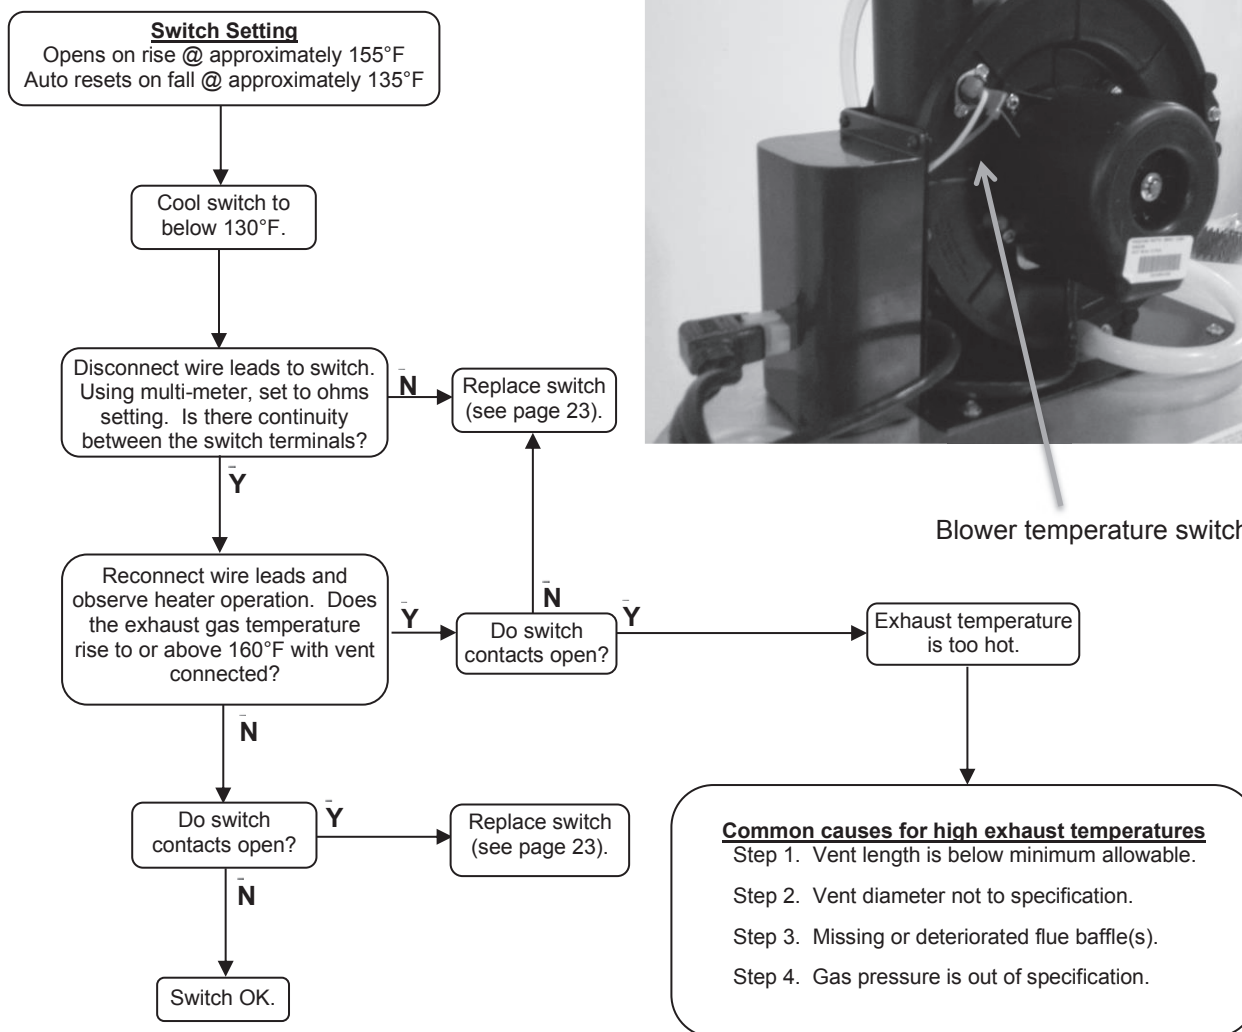 Switch Setting
Opens on rise @ approximately 155°F
Auto resets on fall @ approximately 135°F
Cool switch to
below 130°F.
Disconnect wire leads to switch.
Using multi-meter, set to ohms
setting. Is there continuity
between the switch terminals?
N
Replace switch
(see page 23).
Y
Blower temperature switch
Reconnect wire leads and
observe heater operation. Does
the exhaust gas temperature
rise to or above 160°F with vent
connected?
Y
Do switch
contacts open?
N
Y
Exhaust temperature
is too hot.
N
Do switch
contacts open?
Y
Replace switch
(see page 23).
N
Switch OK.
Common causes for high exhaust temperatures
Step 1. Vent length is below minimum allowable.
Step 2. Vent diameter not to specification.
Step 3. Missing or deteriorated flue baffle(s).
Step 4. Gas pressure is out of specification.